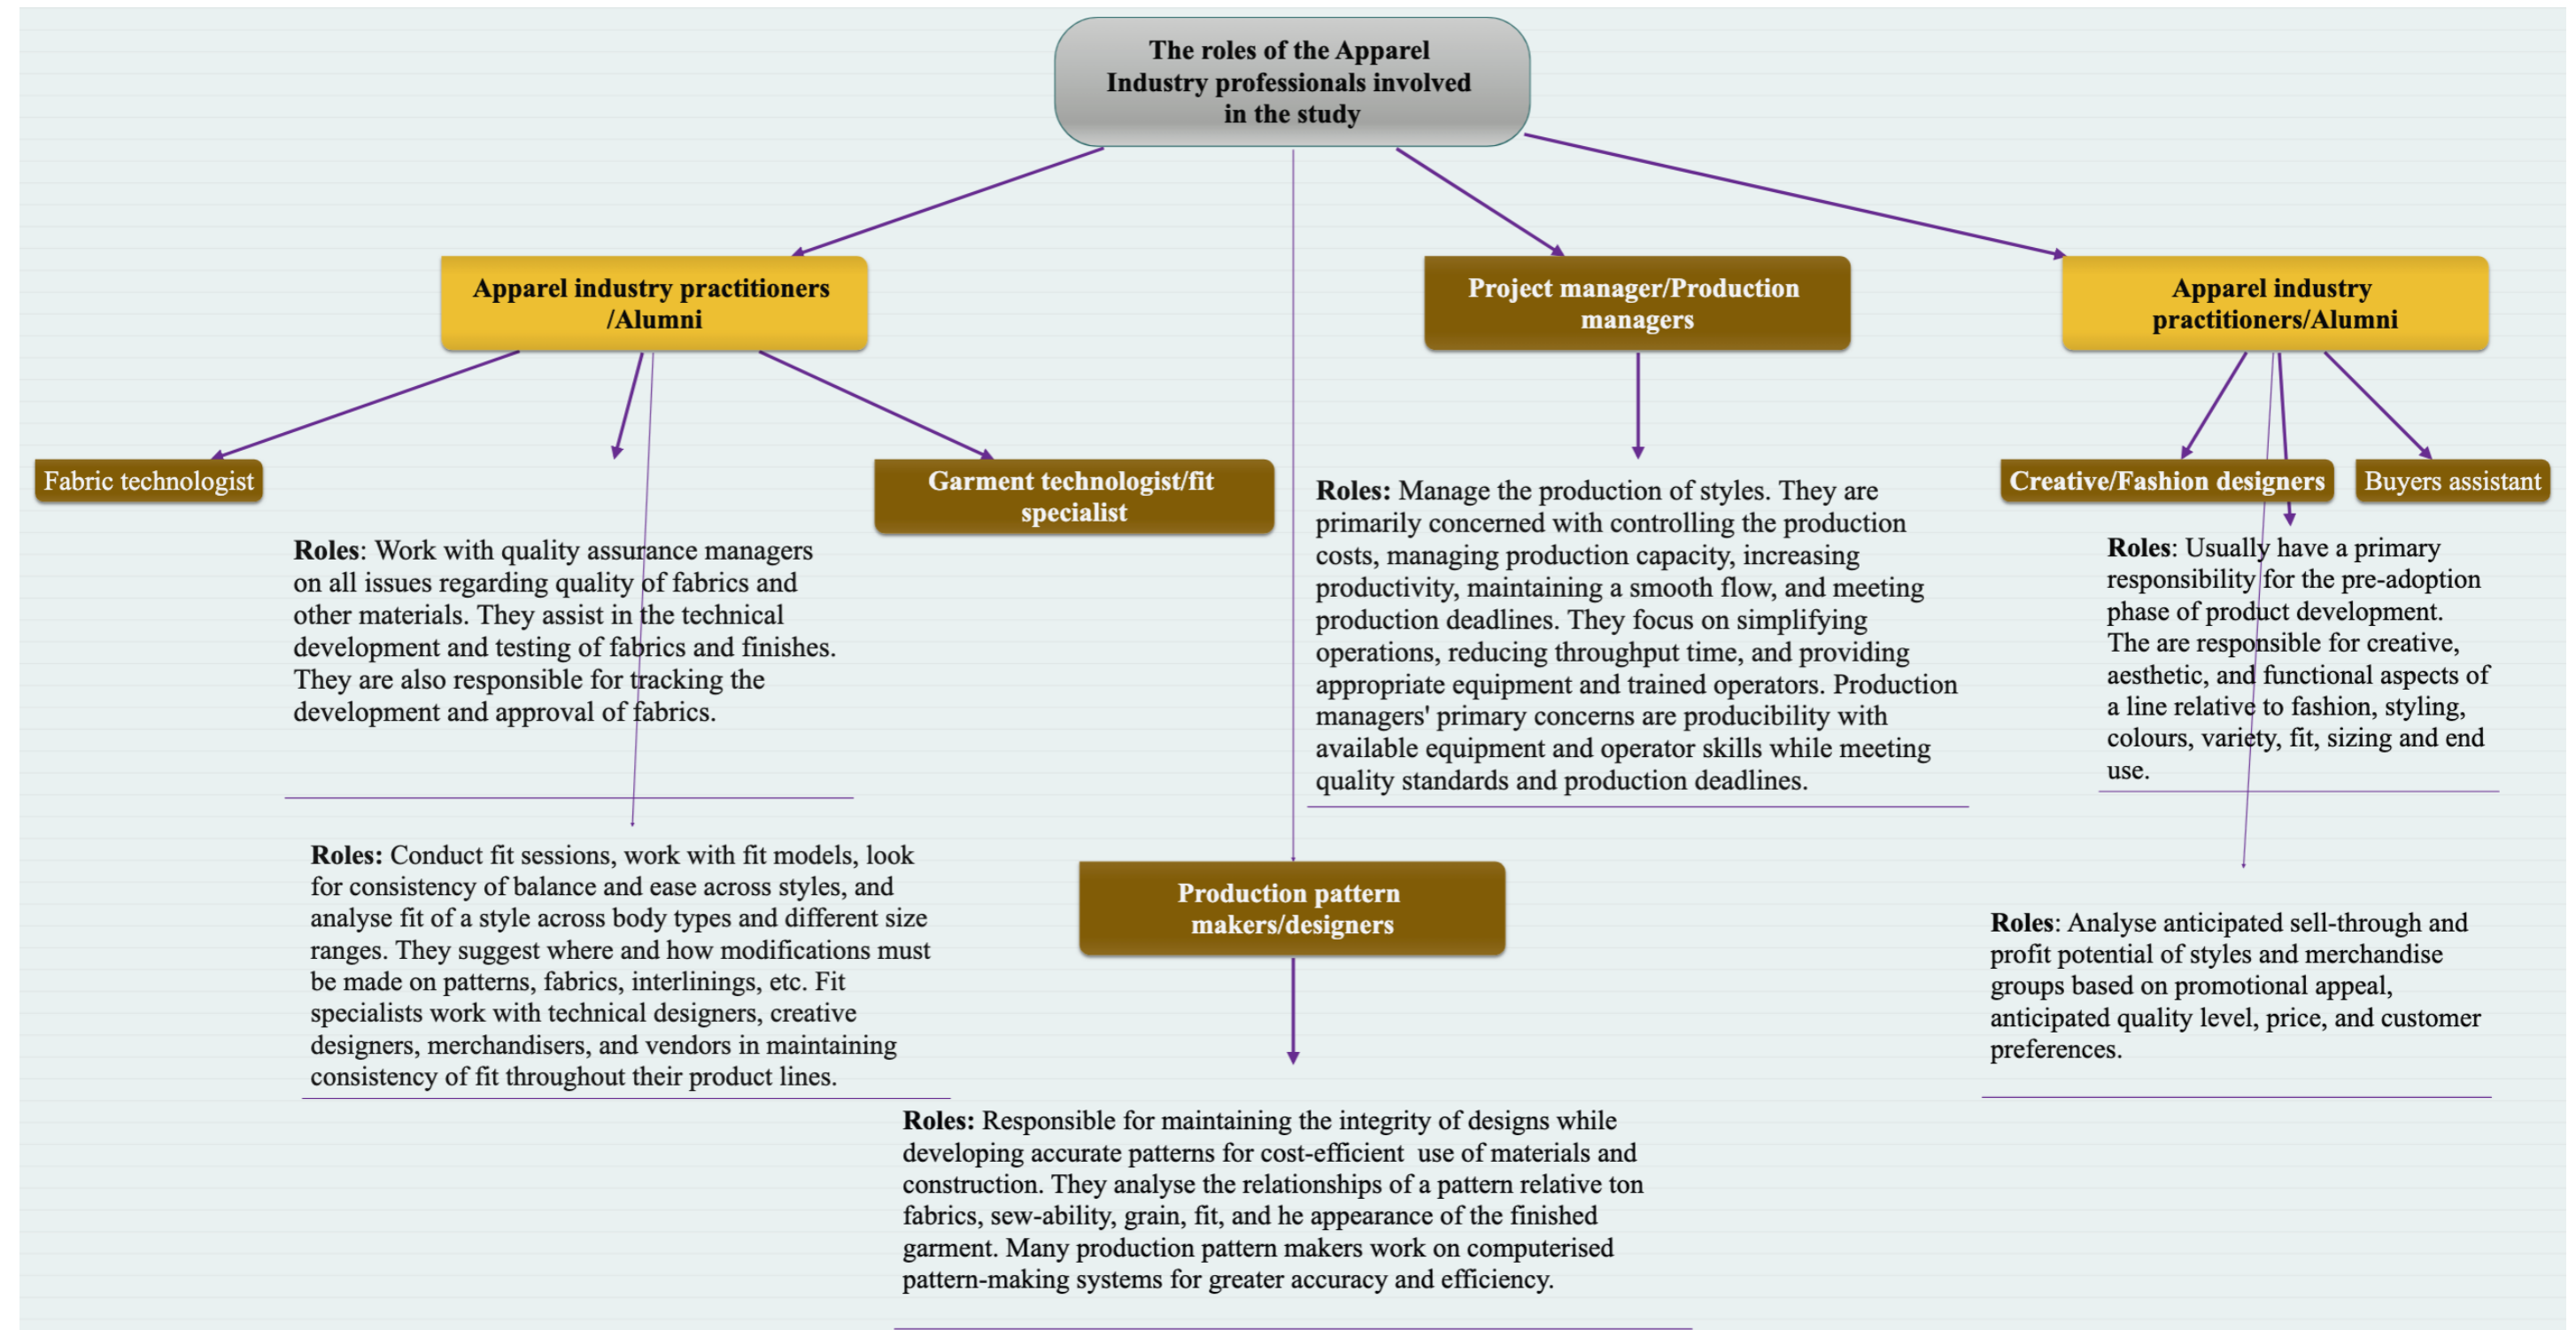 The roles of the Apparel
Industry professionals involved
in the study
Apparel industry practitioners
/Alumni
Project manager/Production
managers
Apparel industry
practitioners/Alumni
Fabric technologist
Garment technologist/fit
specialist
Creative/Fashion designers
Buyers assistant
Roles: Work with quality assurance managers
on all issues regarding quality of fabrics and
other materials. They assist in the technical
development and testing of fabrics and finishes.
They are also responsible for tracking the
development and approval of fabrics.
Roles: Manage the production of styles. They are
primarily concerned with controlling the production
costs, managing production capacity, increasing
productivity, maintaining a smooth flow, and meeting
production deadlines. They focus on simplifying
operations, reducing throughput time, and providing
appropriate equipment and trained operators. Production
managers' primary concerns are producibility with
available equipment and operator skills while meeting
quality standards and production deadlines.
Roles: Usually have a primary
responsibility for the pre-adoption
phase of product development.
The are responsible for creative,
aesthetic, and functional aspects of
a line relative to fashion, styling,
colours, variety, fit, sizing and end
use.
Roles: Conduct fit sessions, work with fit models, look
for consistency of balance and ease across styles, and
analyse fit of a style across body types and different size
ranges. They suggest where and how modifications must
be made on patterns, fabrics, interlinings, etc. Fit
specialists work with technical designers, creative
designers, merchandisers, and vendors in maintaining
consistency of fit throughout their product lines.
Production pattern
makers/designers
Roles: Analyse anticipated sell-through and
profit potential of styles and merchandise
groups based on promotional appeal,
anticipated quality level, price, and customer
preferences.
Roles: Responsible for maintaining the integrity of designs while
developing accurate patterns for cost-efficient  use of materials and
construction. They analyse the relationships of a pattern relative ton
fabrics, sew-ability, grain, fit, and he appearance of the finished
garment. Many production pattern makers work on computerised
pattern-making systems for greater accuracy and efficiency.